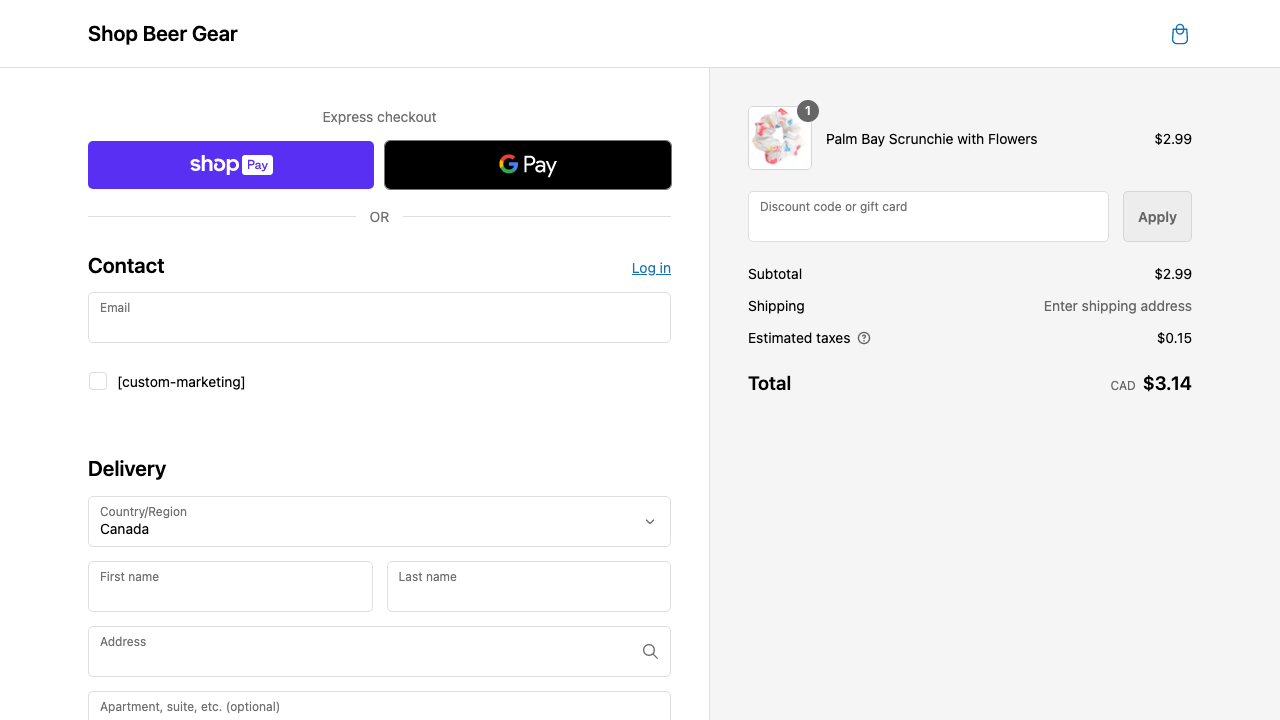 Shop Beer Gear
Express checkout
shop Pay
G Pay
OR
Contact
Log in
Email
[custom-marketing]
Delivery
Country/Region
Canada
First name
Last name
Address
Apartment, suite, etc. (optional)
1
Palm Bay Scrunchie with Flowers
$2.99
Discount code or gift card
Apply
Subtotal
$2.99
Shipping
Enter shipping address
Estimated taxes
$0.15
Total
CAD $3.14